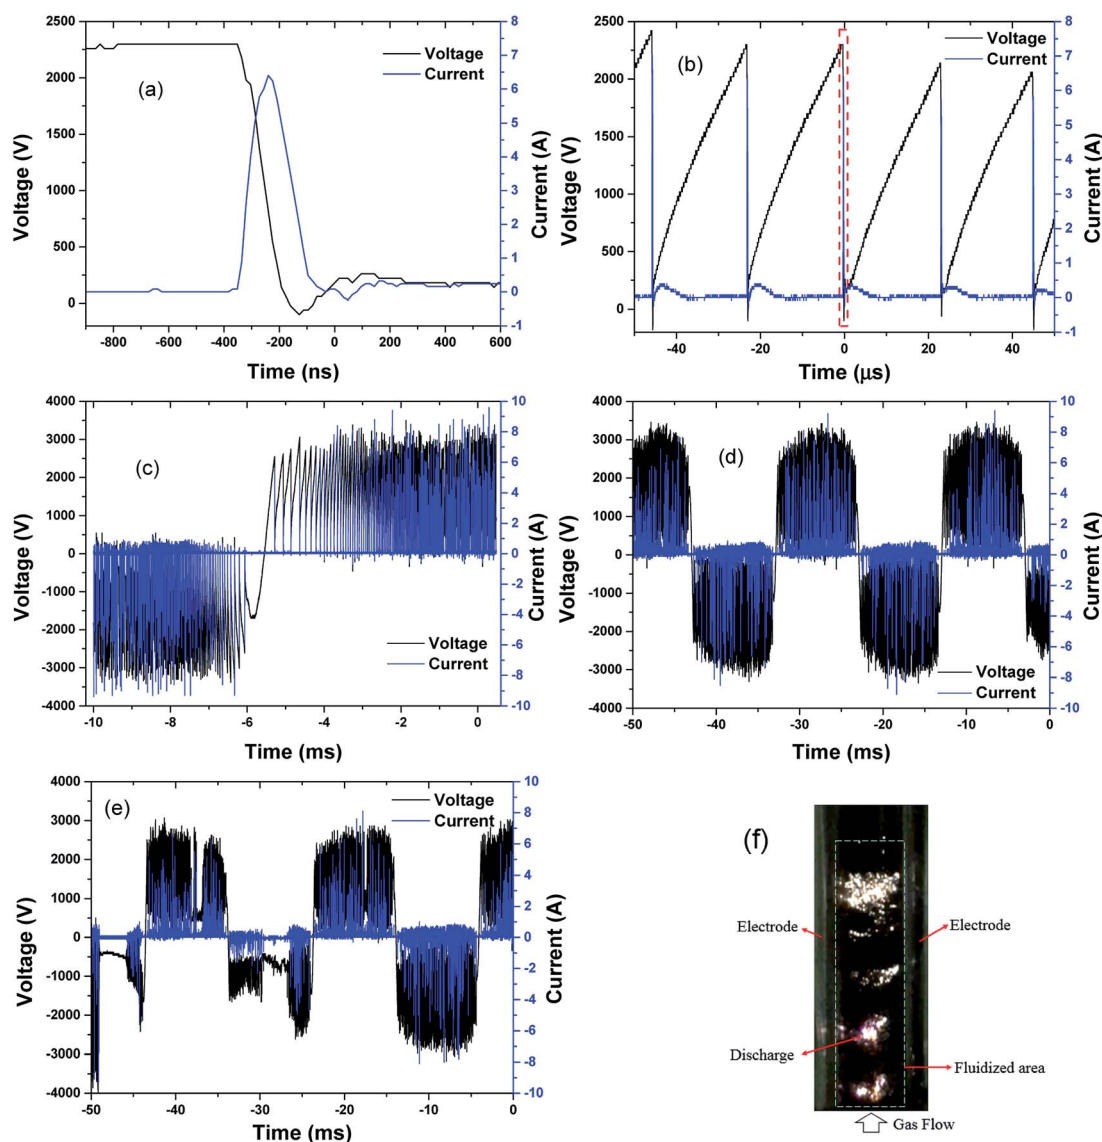 (a)
Voltage
Current
2500
2000
1500
1000
500
0
Voltage (V)
8
7
6
5
4
3
2
1
0
-1
Current (A)
-800 -600 -400 -200 0 200 400 600
Time (ns)
(b)
Voltage
Current
2500
2000
1500
1000
500
0
Voltage (V)
8
7
6
5
4
3
2
1
0
-1
Current (A)
-40 -20 0 20 40
Time (μs)
(c)
4000
3000
2000
1000
0
-1000
-2000
-3000
-4000
Voltage (V)
Voltage
Current
10
8
6
4
2
0
-2
-4
-6
-8
-10
Current (A)
-10 -8 -6 -4 -2 0
Time (ms)
(d)
4000
3000
2000
1000
0
-1000
-2000
-3000
-4000
Voltage (V)
Voltage
Current
10
8
6
4
2
0
-2
-4
-6
-8
-10
Current (A)
-50 -40 -30 -20 -10 0
Time (ms)
(e)
Voltage
Current
4000
3000
2000
1000
0
-1000
-2000
-3000
-4000
Voltage (V)
10
8
6
4
2
0
-2
-4
-6
-8
-10
Current (A)
-50 -40 -30 -20 -10 0
Time (ms)
(f)
Electrode
Electrode
Discharge
Fluidized area
Gas Flow